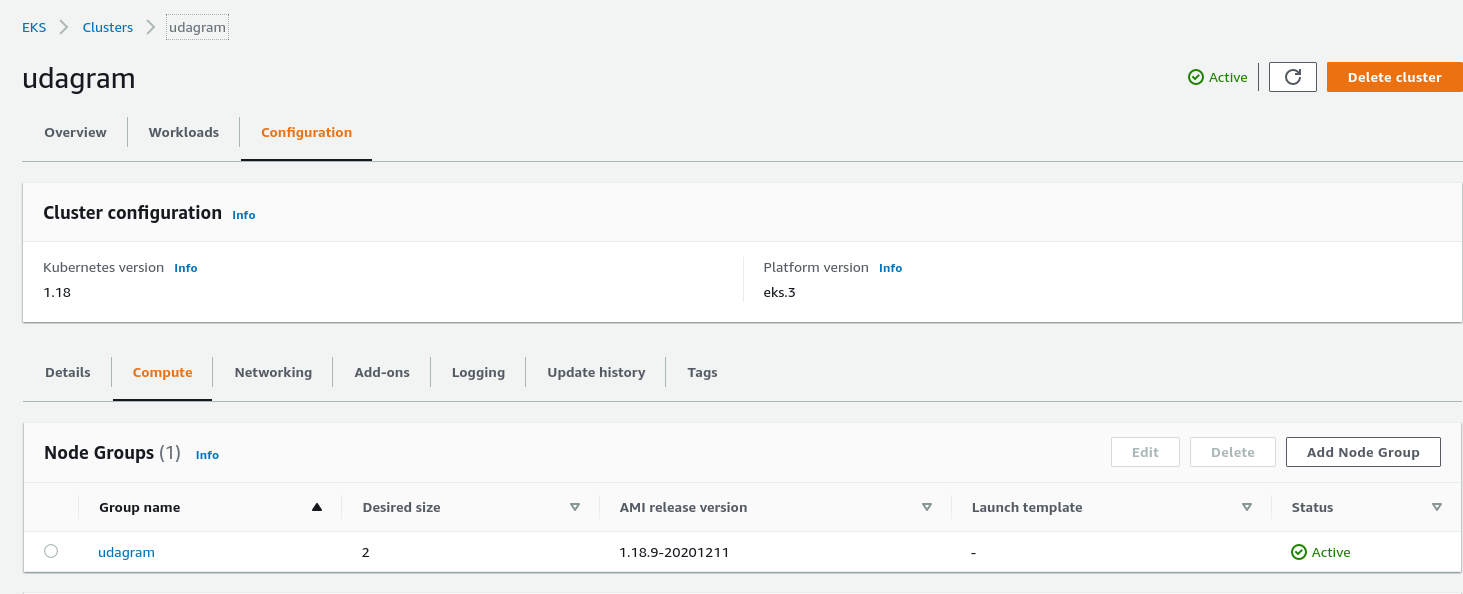 EKS Clusters udagram
udagram
Active Delete cluster
Overview Workloads Configuration
Cluster configuration Info
Kubernetes version Info Platform version Info
1.18 eks.3
Details Compute Networking Add-ons Logging Update history Tags
Node Groups (1) Info Edit Delete Add Node Group
Group name Desired size AMI release version Launch template Status
udagram 2 1.18.9-20201211 - Active